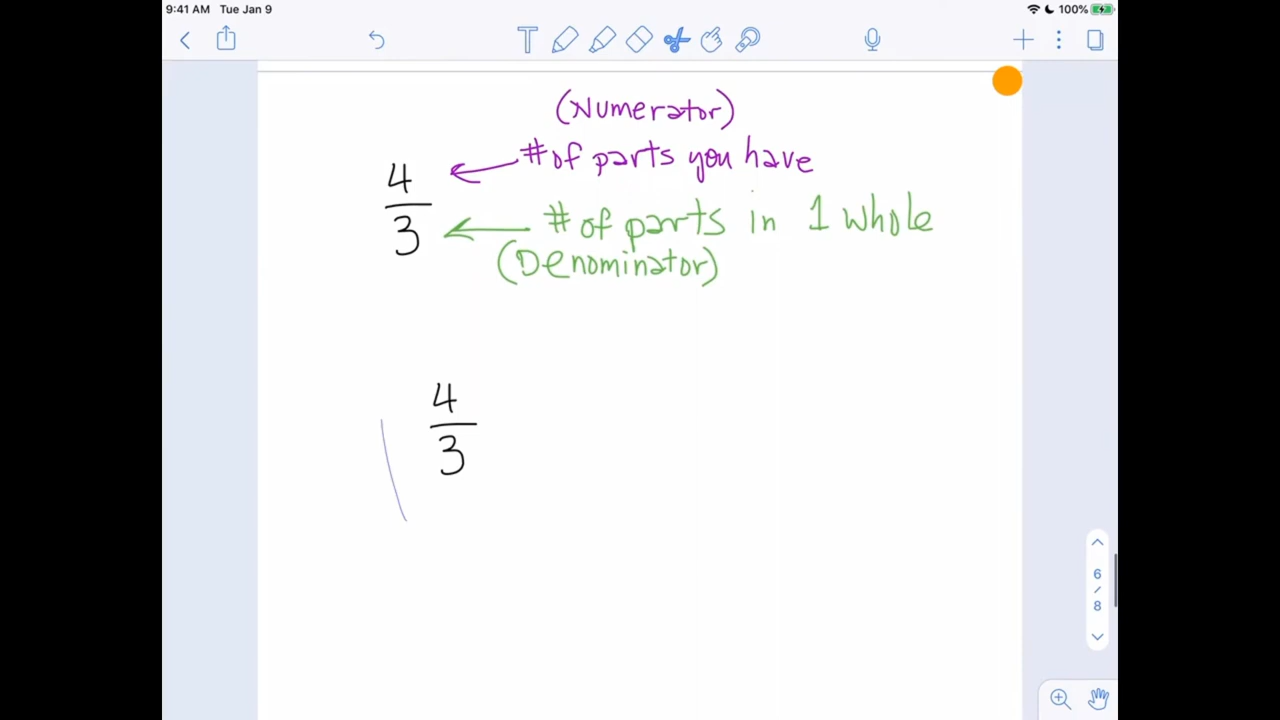 9:41 AM Tue Jan 9 100%
T
(Numerator)
4 # of parts you have
3 # of parts in 1 whole
(Denominator)
4
3
6
/
8